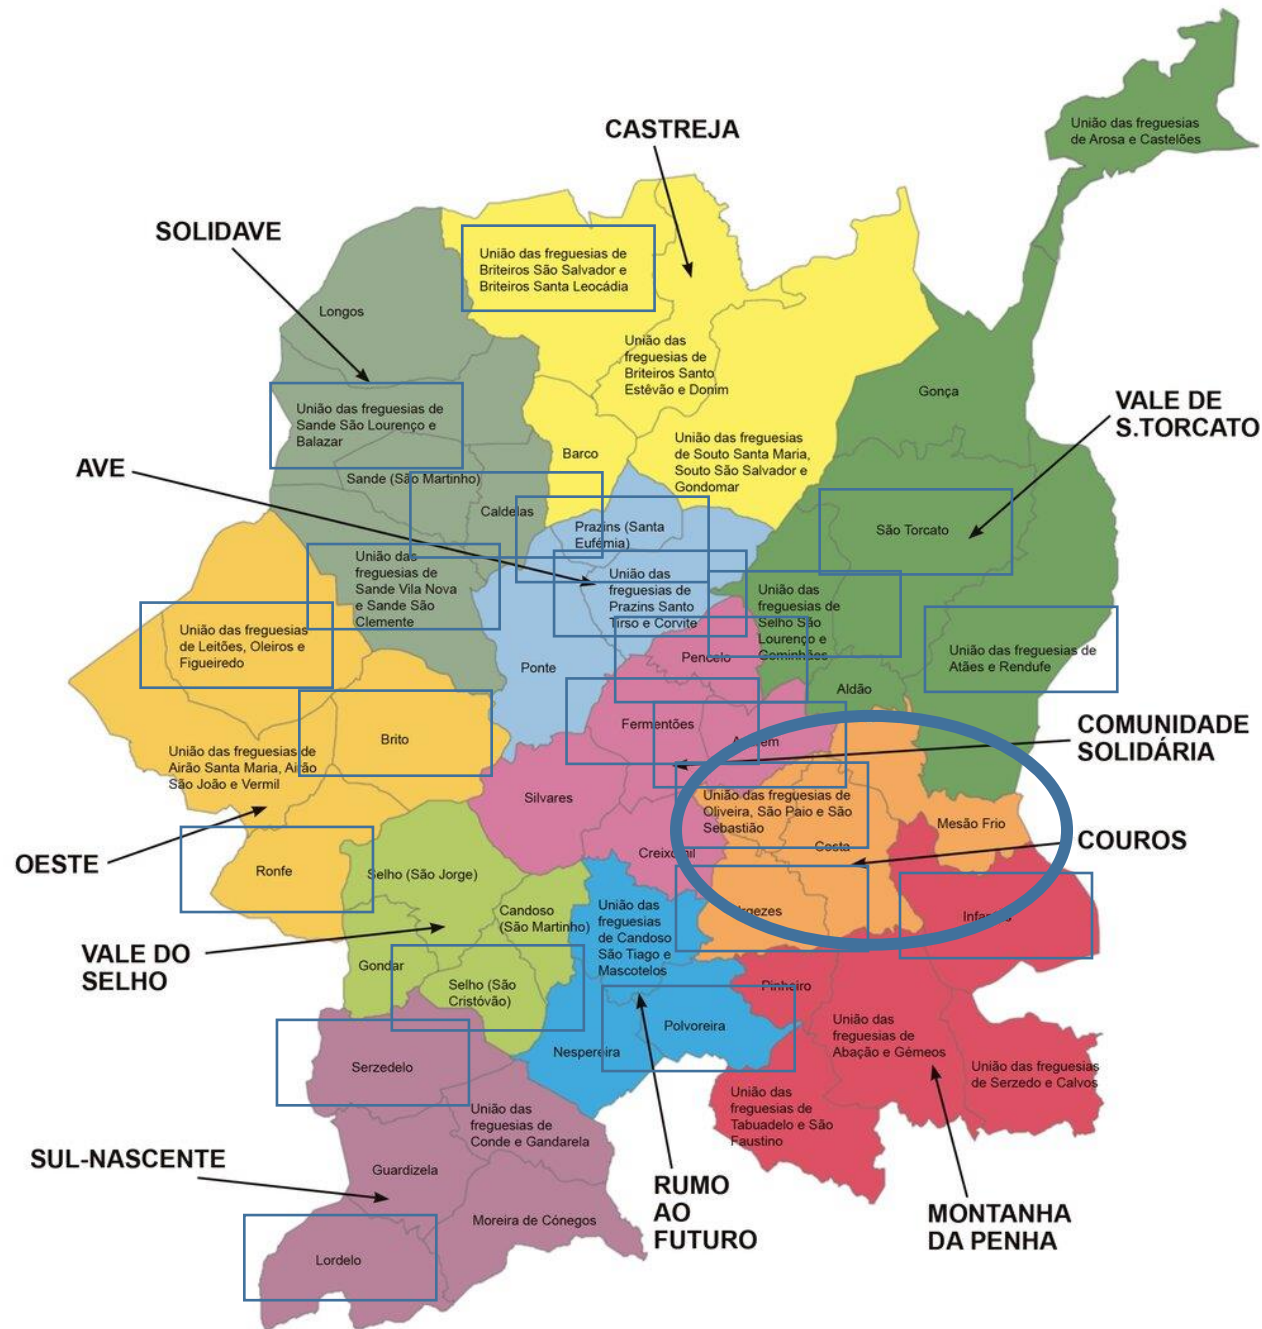 CASTREJA
União das freguesias
de Arosa e Castelões
SOLIDAVE
União das freguesias de
Briteiros São Salvador e
Briteiros Santa Leocádia
Longos
União das
freguesias de
Briteiros Santo
Estêvão e Donim
Gonça
VALE DE
S.TORCATO
União das freguesias de
Sande São Lourenço e
Balazar
União das freguesias
de Souto Santa Maria,
Souto São Salvador e
Gondomar
Barco
AVE
Sande (São Martinho)
Caldelas
Prazins (Santa
Eufémia)
São Torcato
União das
freguesias de
Sande Vila Nova
e Sande São
Clemente
União das
freguesias de
Prazins Santo
Tirso e Corvite
União das
freguesias de
Selho São
Lourenço e
Gominhães
União das freguesias
de Leitões, Oleiros e
Figueiredo
Ponte
Pencelo
União das freguesias de
Atães e Rendufe
Aldão
Fermentões
COMUNIDADE
SOLIDÁRIA
Brito
União das freguesias de
Airão Santa Maria, Airão
São João e Vermil
Silvares
União das freguesias de
Oliveira, São Paio e São
Sebastião
Mesão Frio
Costa
COUROS
Creixomil
OESTE
Ronfe
Selho (São Jorge)
Candoso
(São Martinho)
União das
freguesias
de Candoso
São Tiago e
Mascotelos
VALE DO
SELHO
Gondar
Selho (São
Cristóvão)
Pinheiro
Polvoreira
União das
freguesias de
Abação e Gémeos
Nespereira
Serzedelo
União das freguesias
de Serzedo e Calvos
União das
freguesias de
Tabuadelo e São
Faustino
União das
freguesias de
Conde e Gandarela
SUL-NASCENTE
Guardizela
RUMO
AO
FUTURO
Moreira de Cónegos
MONTANHA
DA PENHA
Lordelo